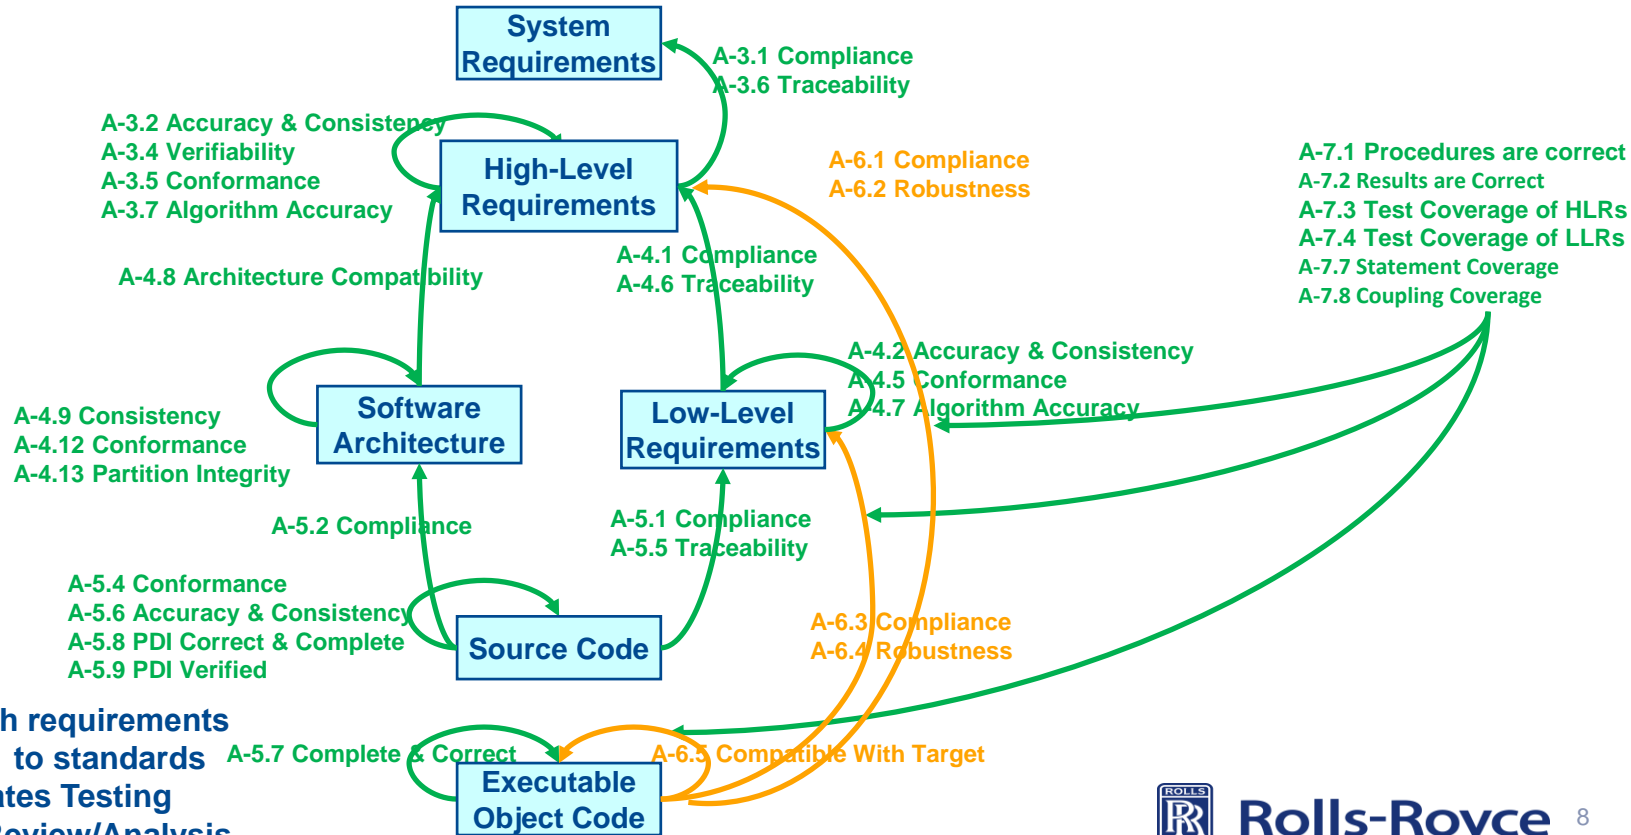 System
Requirements
A-3.1 Compliance
A-3.6 Traceability
A-3.2 Accuracy & Consistency
A-3.4 Verifiability
A-3.5 Conformance
A-3.7 Algorithm Accuracy
High-Level
Requirements
A-6.1 Compliance
A-6.2 Robustness
A-7.1 Procedures are correct
A-7.2 Results are Correct
A-7.3 Test Coverage of HLRs
A-7.4 Test Coverage of LLRs
A-7.7 Statement Coverage
A-7.8 Coupling Coverage
A-4.8 Architecture Compatibility
A-4.1 Compliance
A-4.6 Traceability
A-4.2 Accuracy & Consistency
A-4.5 Conformance
A-4.7 Algorithm Accuracy
A-4.9 Consistency
A-4.12 Conformance
A-4.13 Partition Integrity
Software
Architecture
Low-Level
Requirements
A-5.2 Compliance
A-5.1 Compliance
A-5.5 Traceability
A-5.4 Conformance
A-5.6 Accuracy & Consistency
A-5.8 PDI Correct & Complete
A-5.9 PDI Verified
Source Code
A-6.3 Compliance
A-6.4 Robustness
h requirements
to standards
ates Testing
Review/Analysis
A-5.7 Complete & Correct
A-6.5 Compatible With Target
Executable
Object Code
ROLLS
RR
Rolls-Royce
8